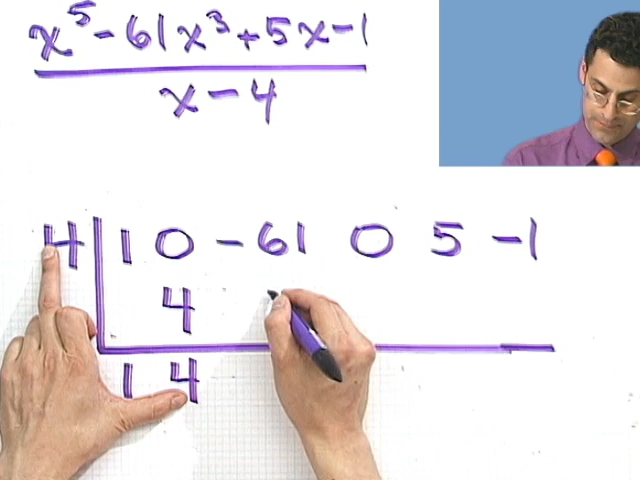 x⁵ - 61x³ + 5x - 1
x - 4
4 1 0 - 61 0 5 - 1
4
1 4